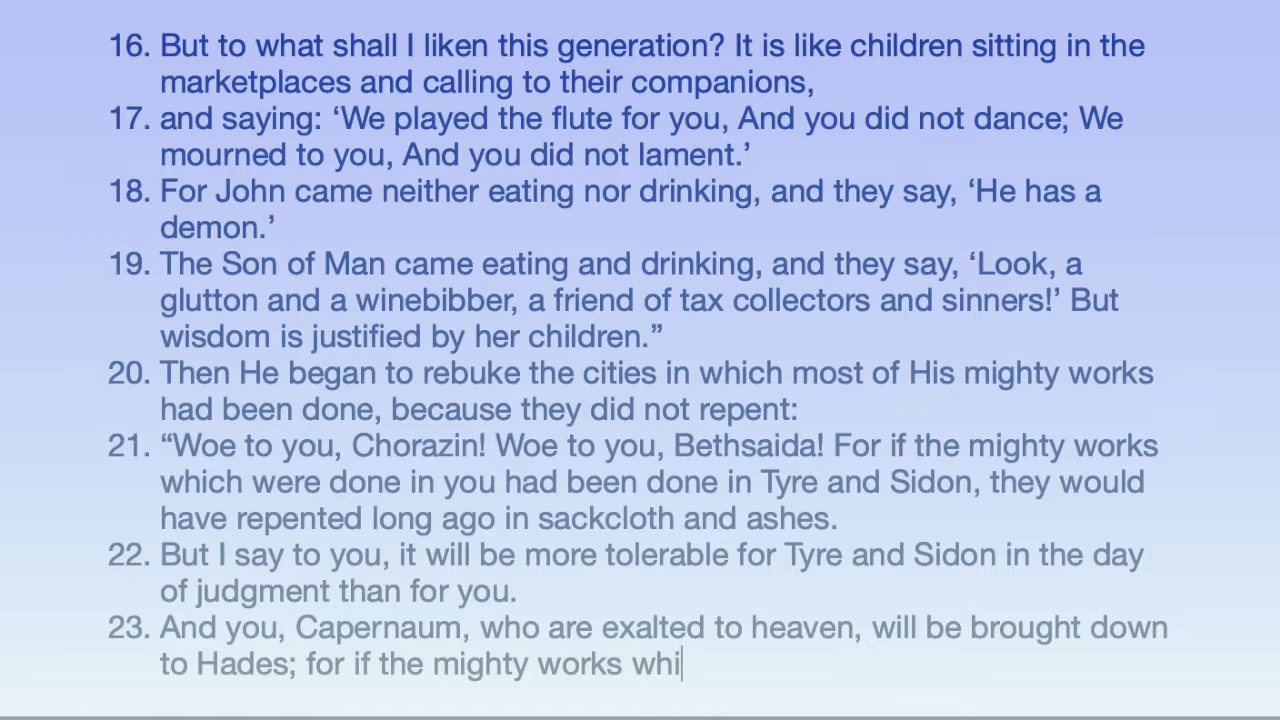 16. But to what shall I liken this generation? It is like children sitting in the
marketplaces and calling to their companions,
17. and saying: ‘We played the flute for you, And you did not dance; We
mourned to you, And you did not lament.’
18. For John came neither eating nor drinking, and they say, ‘He has a
demon.’
19. The Son of Man came eating and drinking, and they say, ‘Look, a
glutton and a winebibber, a friend of tax collectors and sinners!’ But
wisdom is justified by her children.”
20. Then He began to rebuke the cities in which most of His mighty works
had been done, because they did not repent:
21. “Woe to you, Chorazin! Woe to you, Bethsaida! For if the mighty works
which were done in you had been done in Tyre and Sidon, they would
have repented long ago in sackcloth and ashes.
22. But I say to you, it will be more tolerable for Tyre and Sidon in the day
of judgment than for you.
23. And you, Capernaum, who are exalted to heaven, will be brought down
to Hades; for if the mighty works whi